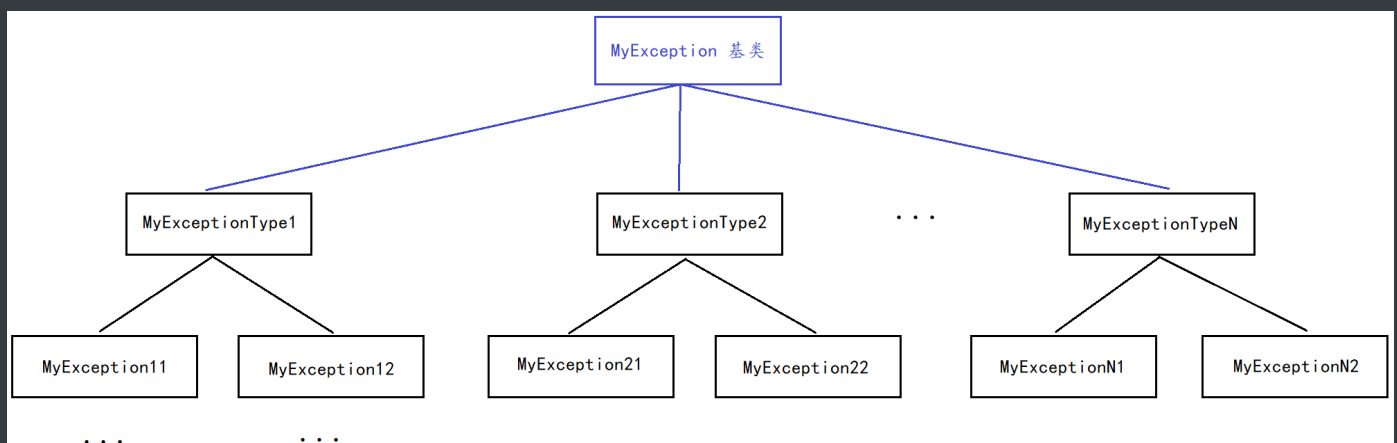 MyException 基类
MyExceptionType1
MyExceptionType2
...
MyExceptionTypeN
MyException11
MyException12
MyException21
MyException22
MyExceptionN1
MyExceptionN2
...
...